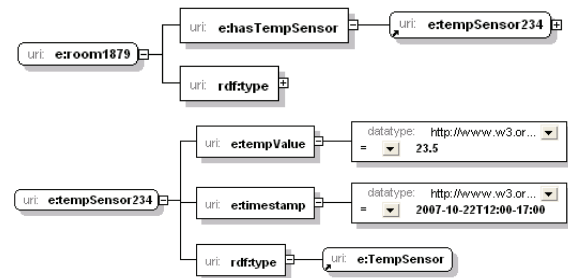 uri: e:hasTempSensor
uri: e:tempSensor234
uri: e:room1879
uri: rdf:type
datatype: http://www.w3.or...
uri: e:tempValue
= 23.5
datatype: http://www.w3.or...
uri: e:tempSensor234
uri: e:timestamp
= 2007-10-22T12:00-17:00
uri: rdf:type
uri: e:TempSensor